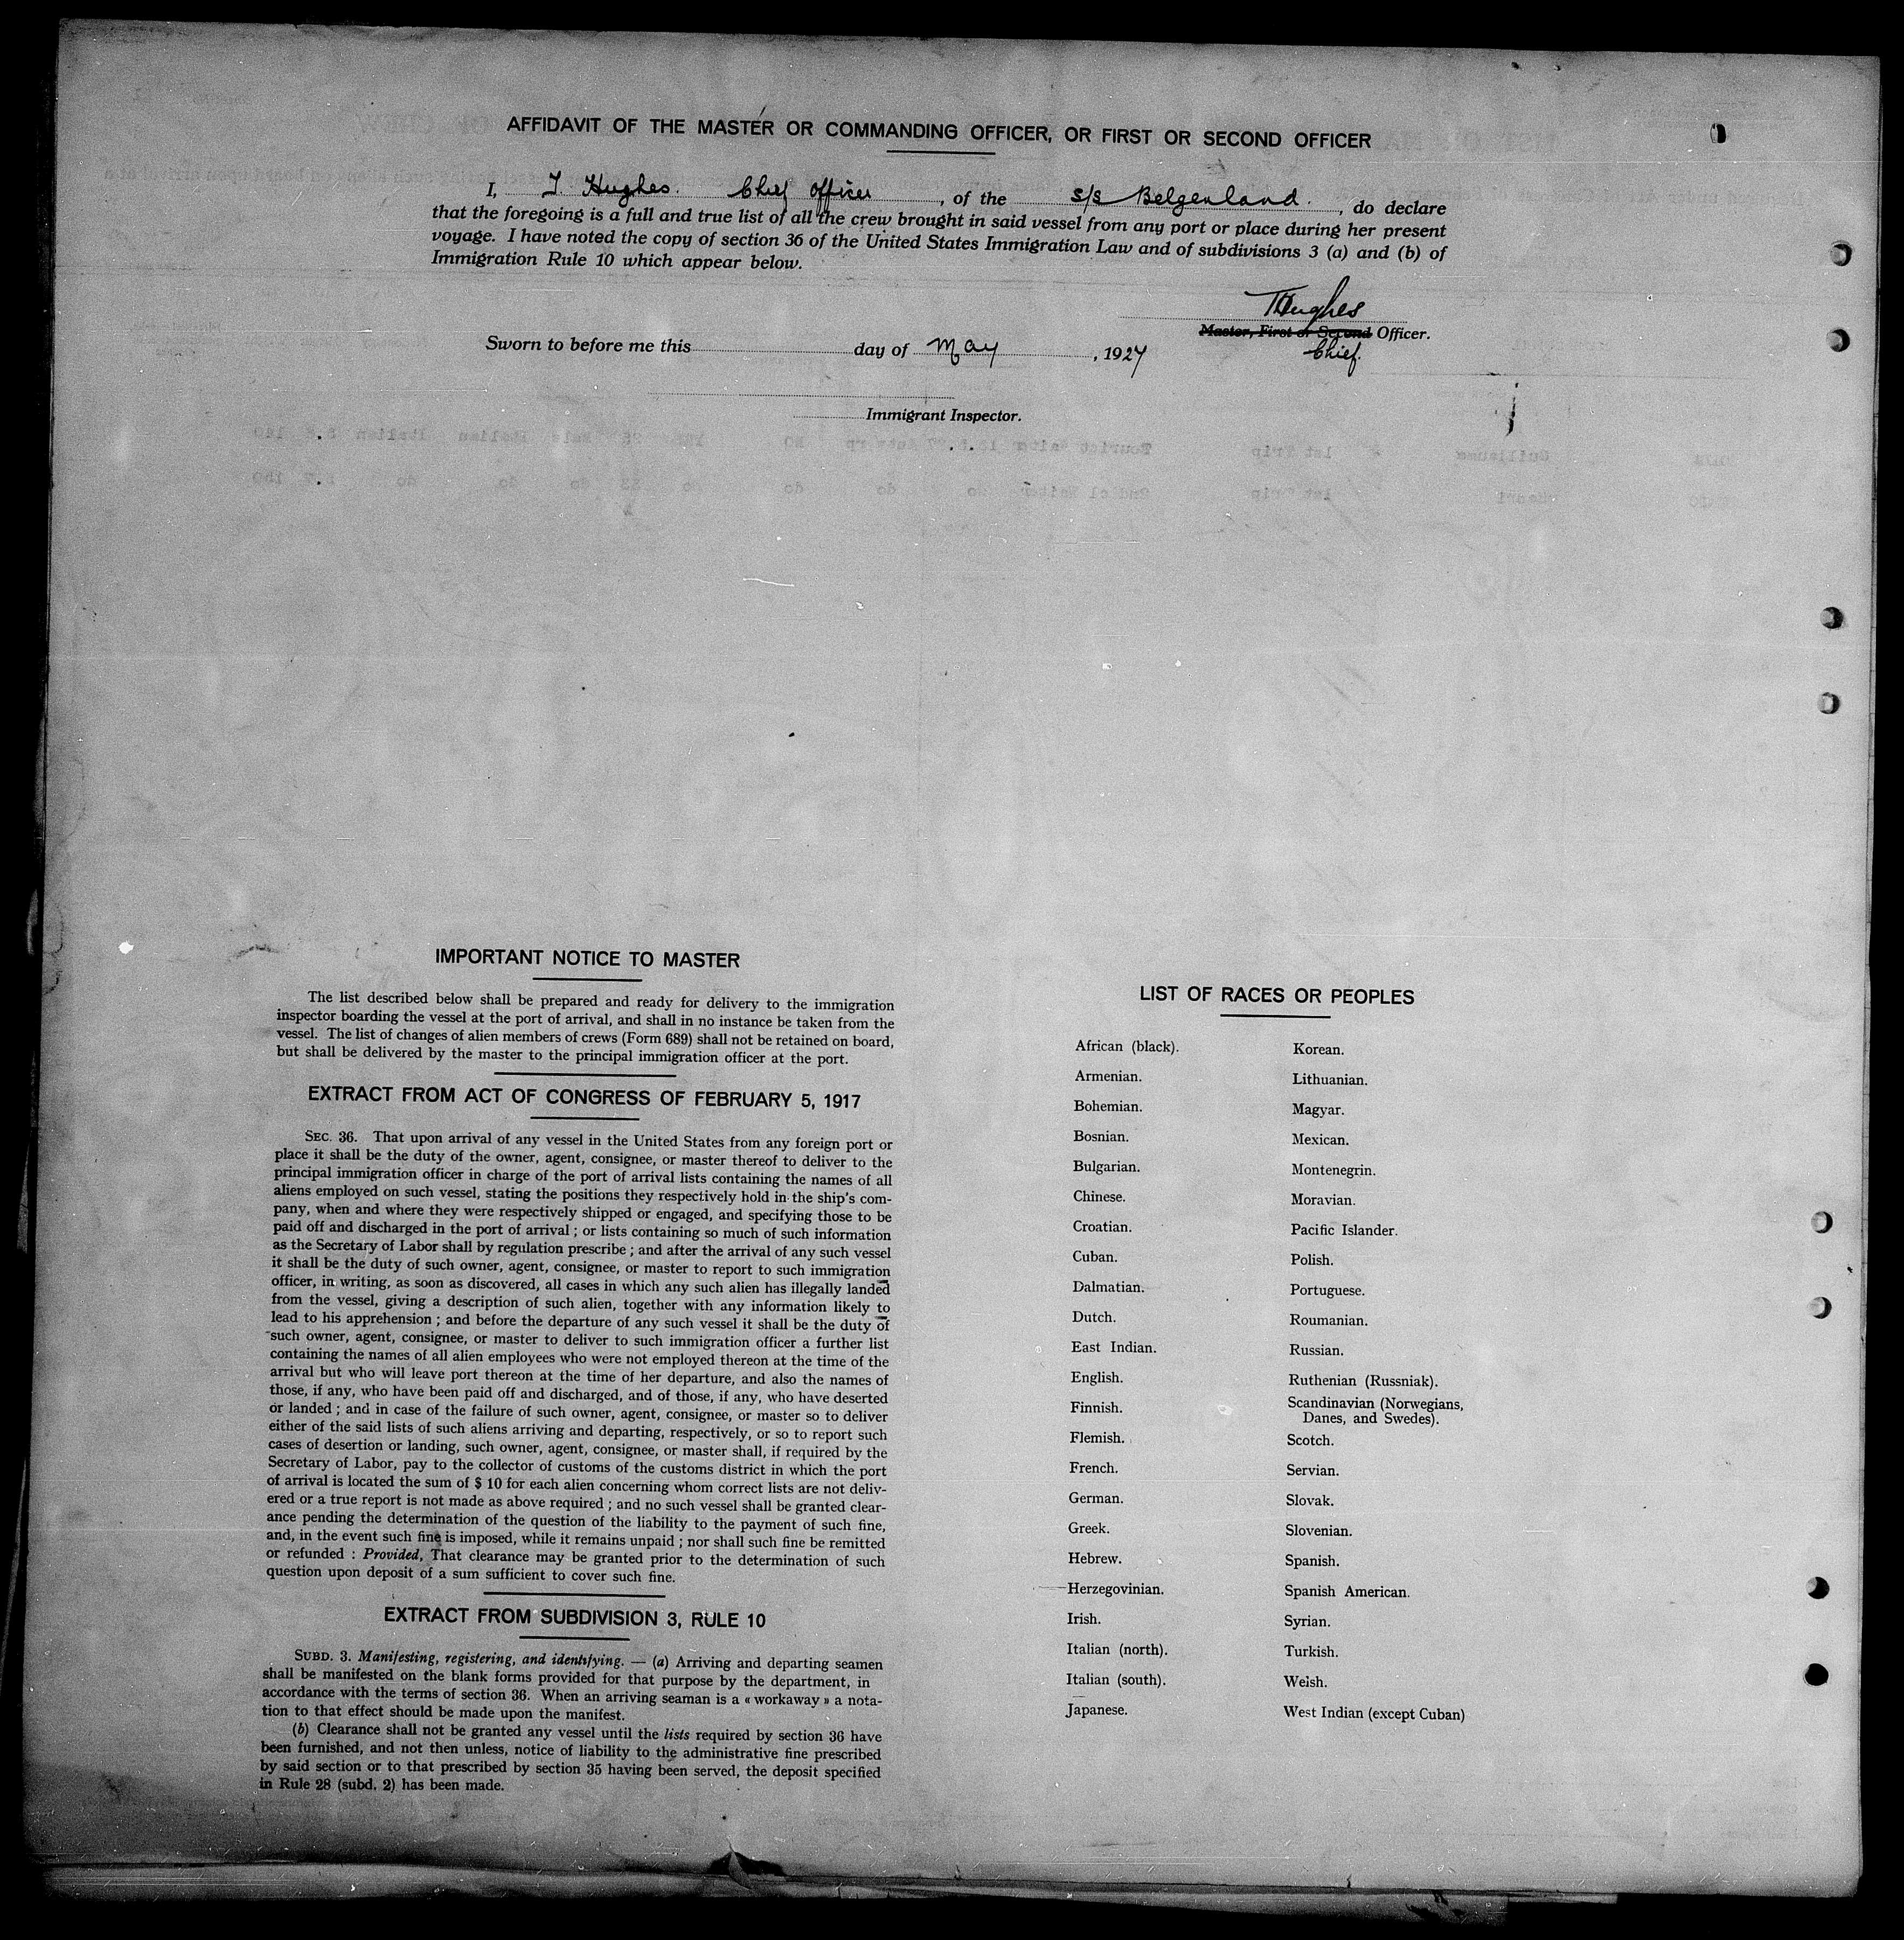 AFFIDAVIT OF THE MASTER OR COMMANDING OFFICER, OR FIRST OR SECOND OFFICER
I, T. Hughes. Chief Officer, of the S/S Belgenland., do declare
that the foregoing is a full and true list of all the crew brought in said vessel from any port or place during her present
voyage. I have noted the copy of section 36 of the United States Immigration Law and of subdivisions 3 (a) and (b) of
Immigration Rule 10 which appear below.
THughes
Master, First or Second Officer.
Chief.
Sworn to before me this day of May, 1927
Immigrant Inspector.
IMPORTANT NOTICE TO MASTER
The list described below shall be prepared and ready for delivery to the immigration
inspector boarding the vessel at the port of arrival, and shall in no instance be taken from the
vessel. The list of changes of alien members of crews (Form 689) shall not be retained on board,
but shall be delivered by the master to the principal immigration officer at the port.
EXTRACT FROM ACT OF CONGRESS OF FEBRUARY 5, 1917
SEC. 36. That upon arrival of any vessel in the United States from any foreign port or
place it shall be the duty of the owner, agent, consignee, or master thereof to deliver to the
principal immigration officer in charge of the port of arrival lists containing the names of all
aliens employed on such vessel, stating the positions they respectively hold in the ship's com-
pany, when and where they were respectively shipped or engaged, and specifying those to be
paid off and discharged in the port of arrival ; or lists containing so much of such information
as the Secretary of Labor shall by regulation prescribe ; and after the arrival of any such vessel
it shall be the duty of such owner, agent, consignee, or master to report to such immigration
officer, in writing, as soon as discovered, all cases in which any such alien has illegally landed
from the vessel, giving a description of such alien, together with any information likely to
lead to his apprehension ; and before the departure of any such vessel it shall be the duty of
such owner, agent, consignee, or master to deliver to such immigration officer a further list
containing the names of all alien employees who were not employed thereon at the time of the
arrival but who will leave port thereon at the time of her departure, and also the names of
those, if any, who have been paid off and discharged, and of those, if any, who have deserted
or landed ; and in case of the failure of such owner, agent, consignee, or master so to deliver
either of the said lists of such aliens arriving and departing, respectively, or so to report such
cases of desertion or landing, such owner, agent, consignee, or master shall, if required by the
Secretary of Labor, pay to the collector of customs of the customs district in which the port
of arrival is located the sum of $ 10 for each alien concerning whom correct lists are not deliv-
ered or a true report is not made as above required ; and no such vessel shall be granted clear-
ance pending the determination of the question of the liability to the payment of such fine,
and, in the event such fine is imposed, while it remains unpaid ; nor shall such fine be remitted
or refunded : Provided, That clearance may be granted prior to the determination of such
question upon deposit of a sum sufficient to cover such fine.
EXTRACT FROM SUBDIVISION 3, RULE 10
SUBD. 3. Manifesting, registering, and identifying. — (a) Arriving and departing seamen
shall be manifested on the blank forms provided for that purpose by the department, in
accordance with the terms of section 36. When an arriving seaman is a « workaway » a nota-
tion to that effect should be made upon the manifest.
(b) Clearance shall not be granted any vessel until the lists required by section 36 have
been furnished, and not then unless, notice of liability to the administrative fine prescribed
by said section or to that prescribed by section 35 having been served, the deposit specified
in Rule 28 (subd. 2) has been made.
LIST OF RACES OR PEOPLES
African (black).
Armenian.
Bohemian.
Bosnian.
Bulgarian.
Chinese.
Croatian.
Cuban.
Dalmatian.
Dutch.
East Indian.
English.
Finnish.
Flemish.
French.
German.
Greek.
Hebrew.
Herzegovinian.
Irish.
Italian (north).
Italian (south).
Japanese.
Korean.
Lithuanian.
Magyar.
Mexican.
Montenegrin.
Moravian.
Pacific Islander.
Polish.
Portuguese.
Roumanian.
Russian.
Ruthenian (Russniak).
Scandinavian (Norwegians,
Danes, and Swedes).
Scotch.
Servian.
Slovak.
Slovenian.
Spanish.
Spanish American.
Syrian.
Turkish.
Welsh.
West Indian (except Cuban)